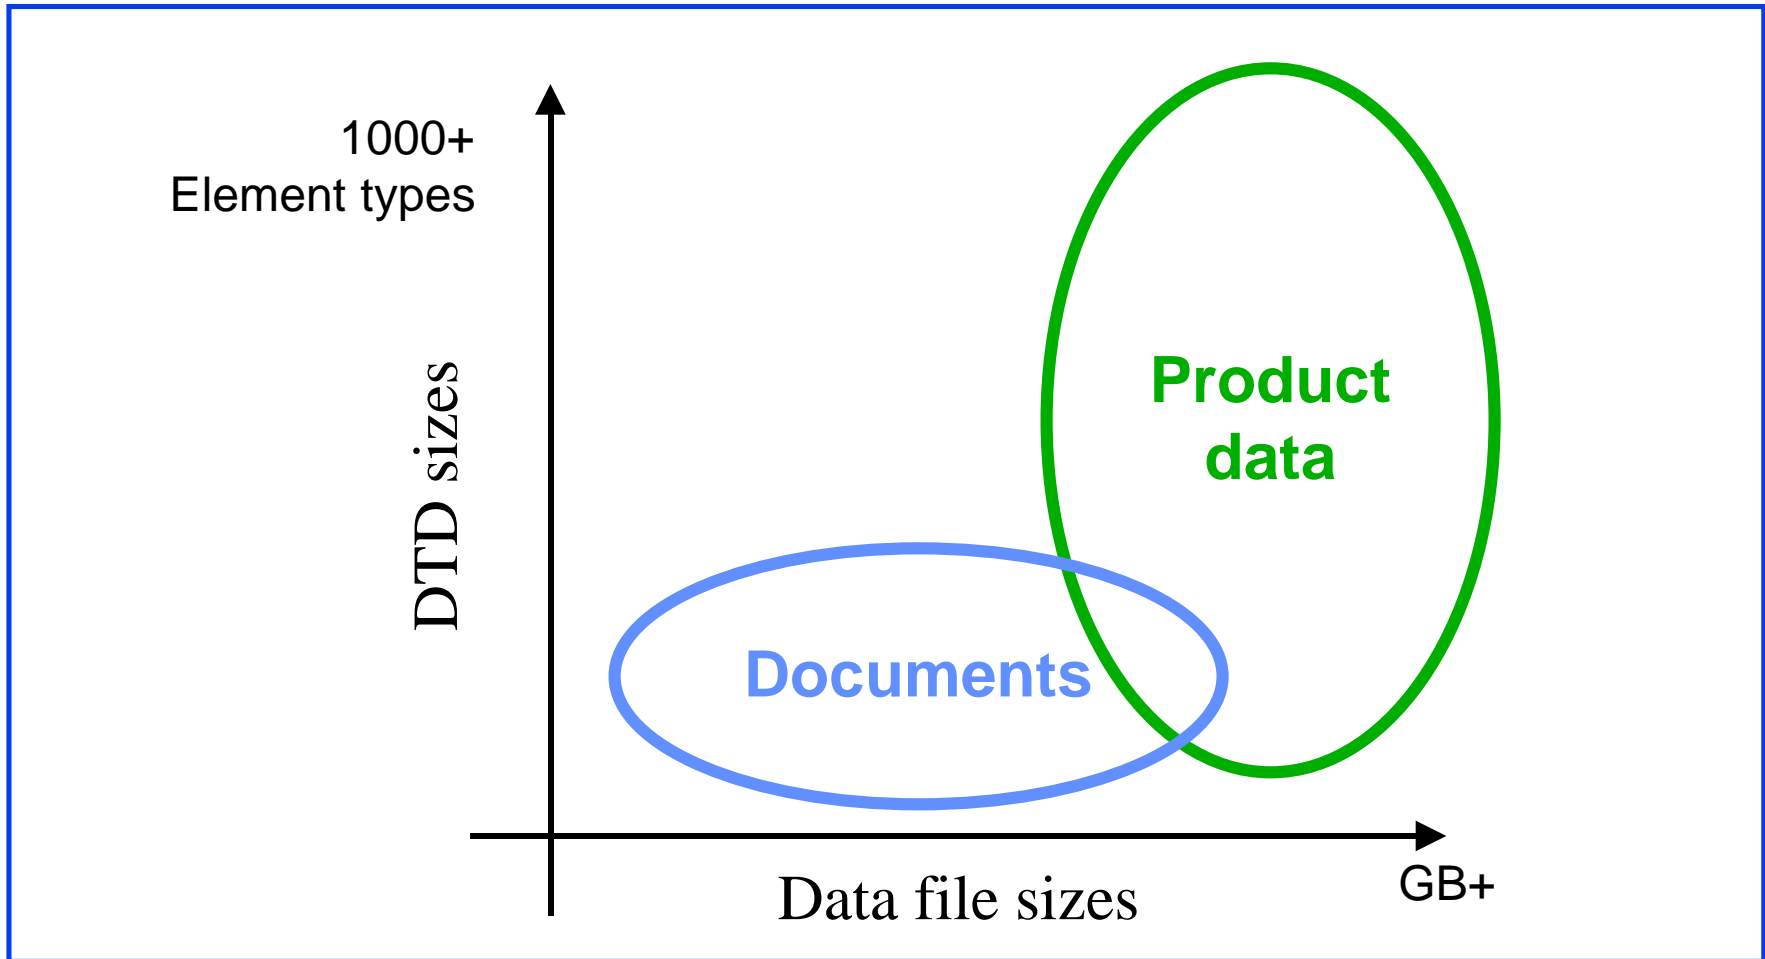 1000+
Element types
DTD sizes
Product
data
Documents
Data file sizes
GB+